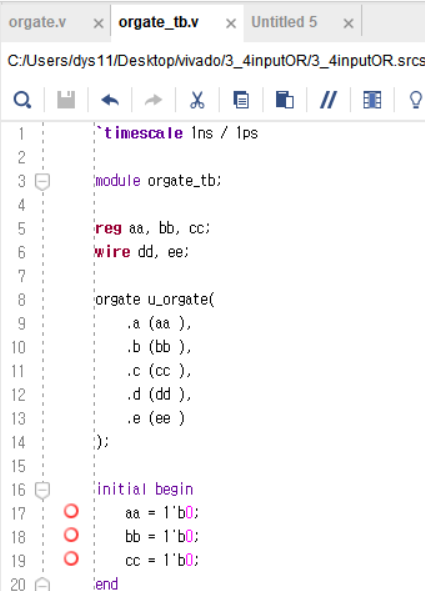 orgate.v × orgate_tb.v × Untitled 5 ×
C:/Users/dys11/Desktop/vivado/3_4inputOR/3_4inputOR.srcs
1 `timescale 1ns / 1ps
2
3 module orgate_tb;
4
5 reg aa, bb, cc;
6 wire dd, ee;
7
8 orgate u_orgate(
9 .a (aa ),
10 .b (bb ),
11 .c (cc ),
12 .d (dd ),
13 .e (ee )
14 );
15
16 initial begin
17 aa = 1'b0;
18 bb = 1'b0;
19 cc = 1'b0;
20 end